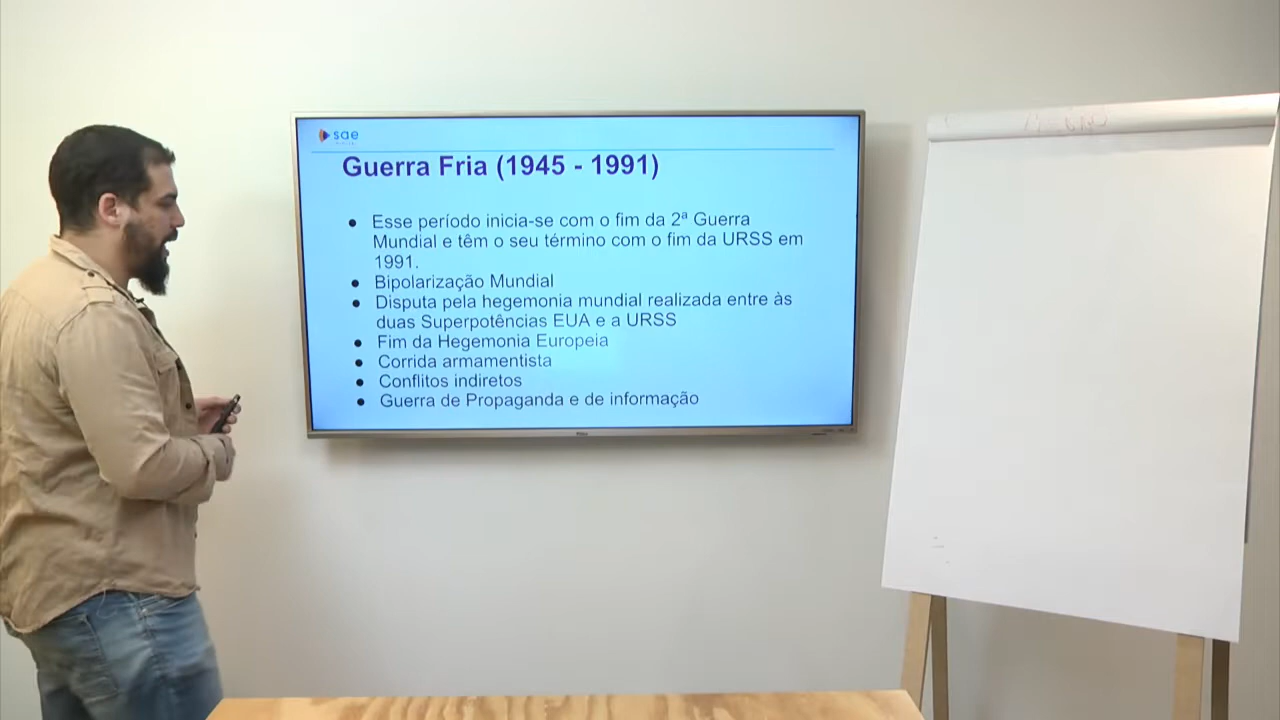 sae
Guerra Fria (1945 - 1991)
● Esse período inicia-se com o fim da 2ª Guerra
Mundial e têm o seu término com o fim da URSS em
1991.
● Bipolarização Mundial
● Disputa pela hegemonia mundial realizada entre às
duas Superpotências EUA e a URSS
● Fim da Hegemonia Europeia
● Corrida armamentista
● Conflitos indiretos
● Guerra de Propaganda e de informação